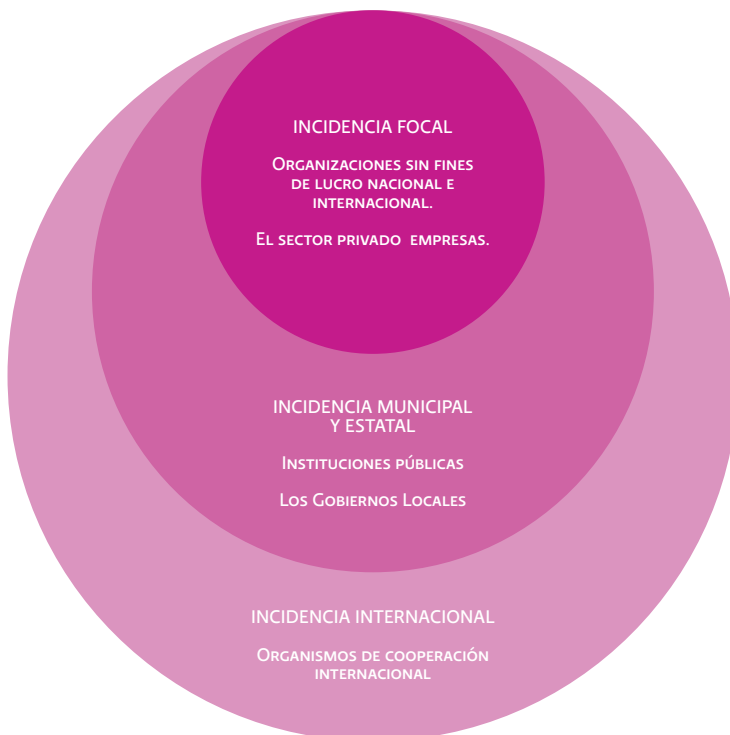 INCIDENCIA FOCAL
Organizaciones sin fines
de lucro nacional e
internacional.
El sector privado empresas.
INCIDENCIA MUNICIPAL
Y ESTATAL
Instituciones públicas
Los Gobiernos Locales
INCIDENCIA INTERNACIONAL
Organismos de cooperación
internacional